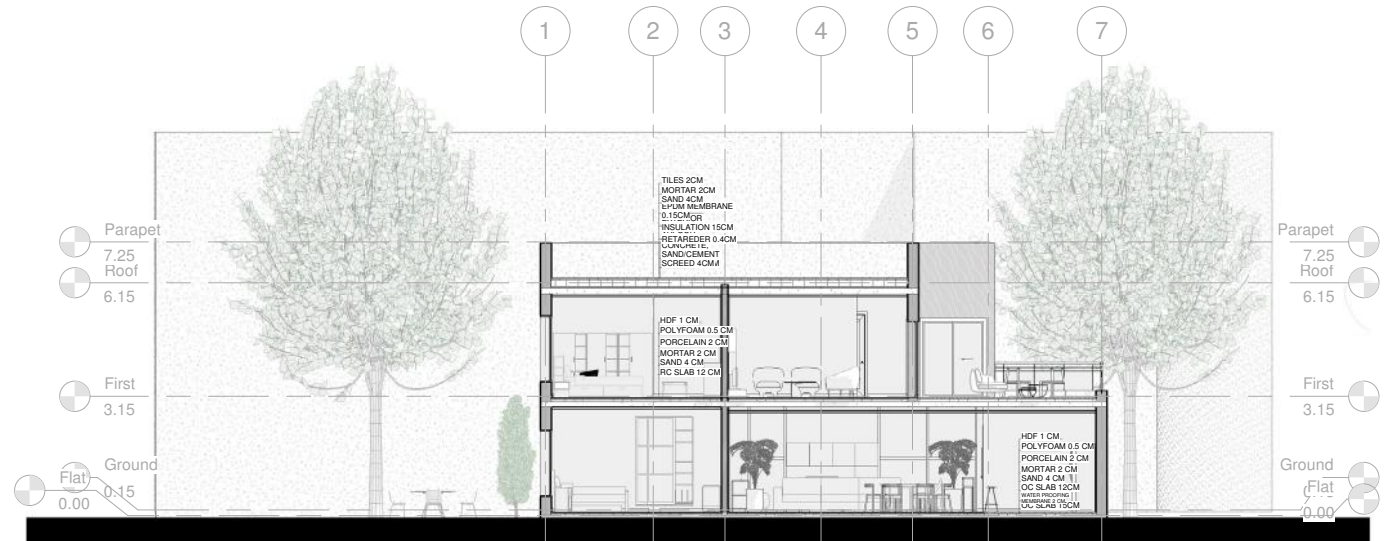 1 2 3 4 5 6 7
TILES 2CM
MORTAR 2CM
SAND 4CM
EPDM MEMBRANE
0.15CM
INSULATION 15CM
RETAREDER 0.4CM
CONCRETE,
SAND/CEMENT
SCREED 4CM
Parapet
7.25
Roof
6.15
First
3.15
Ground
0.15
Flat
0.00
Parapet
7.25
Roof
6.15
First
3.15
Ground
Flat
0.00
HDF 1 CM
POLYFOAM 0.5 CM
PORCELAIN 2 CM
MORTAR 2 CM
SAND 4 CM
RC SLAB 12 CM
HDF 1 CM
POLYFOAM 0.5 CM
PORCELAIN 2 CM
MORTAR 2 CM
SAND 4 CM
OC SLAB 12CM
WATER PROOFING
MEMBRANE 2 CM
OC SLAB 15CM